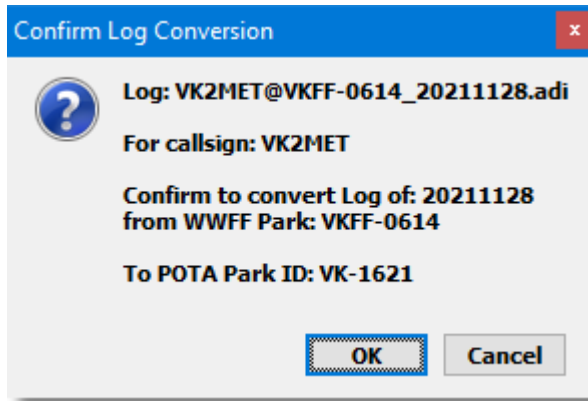 Confirm Log Conversion
x
?
Log: VK2MET@VKFF-0614_20211128.adi
For callsign: VK2MET
Confirm to convert Log of: 20211128
from WWFF Park: VKFF-0614
To POTA Park ID: VK-1621
OK
Cancel